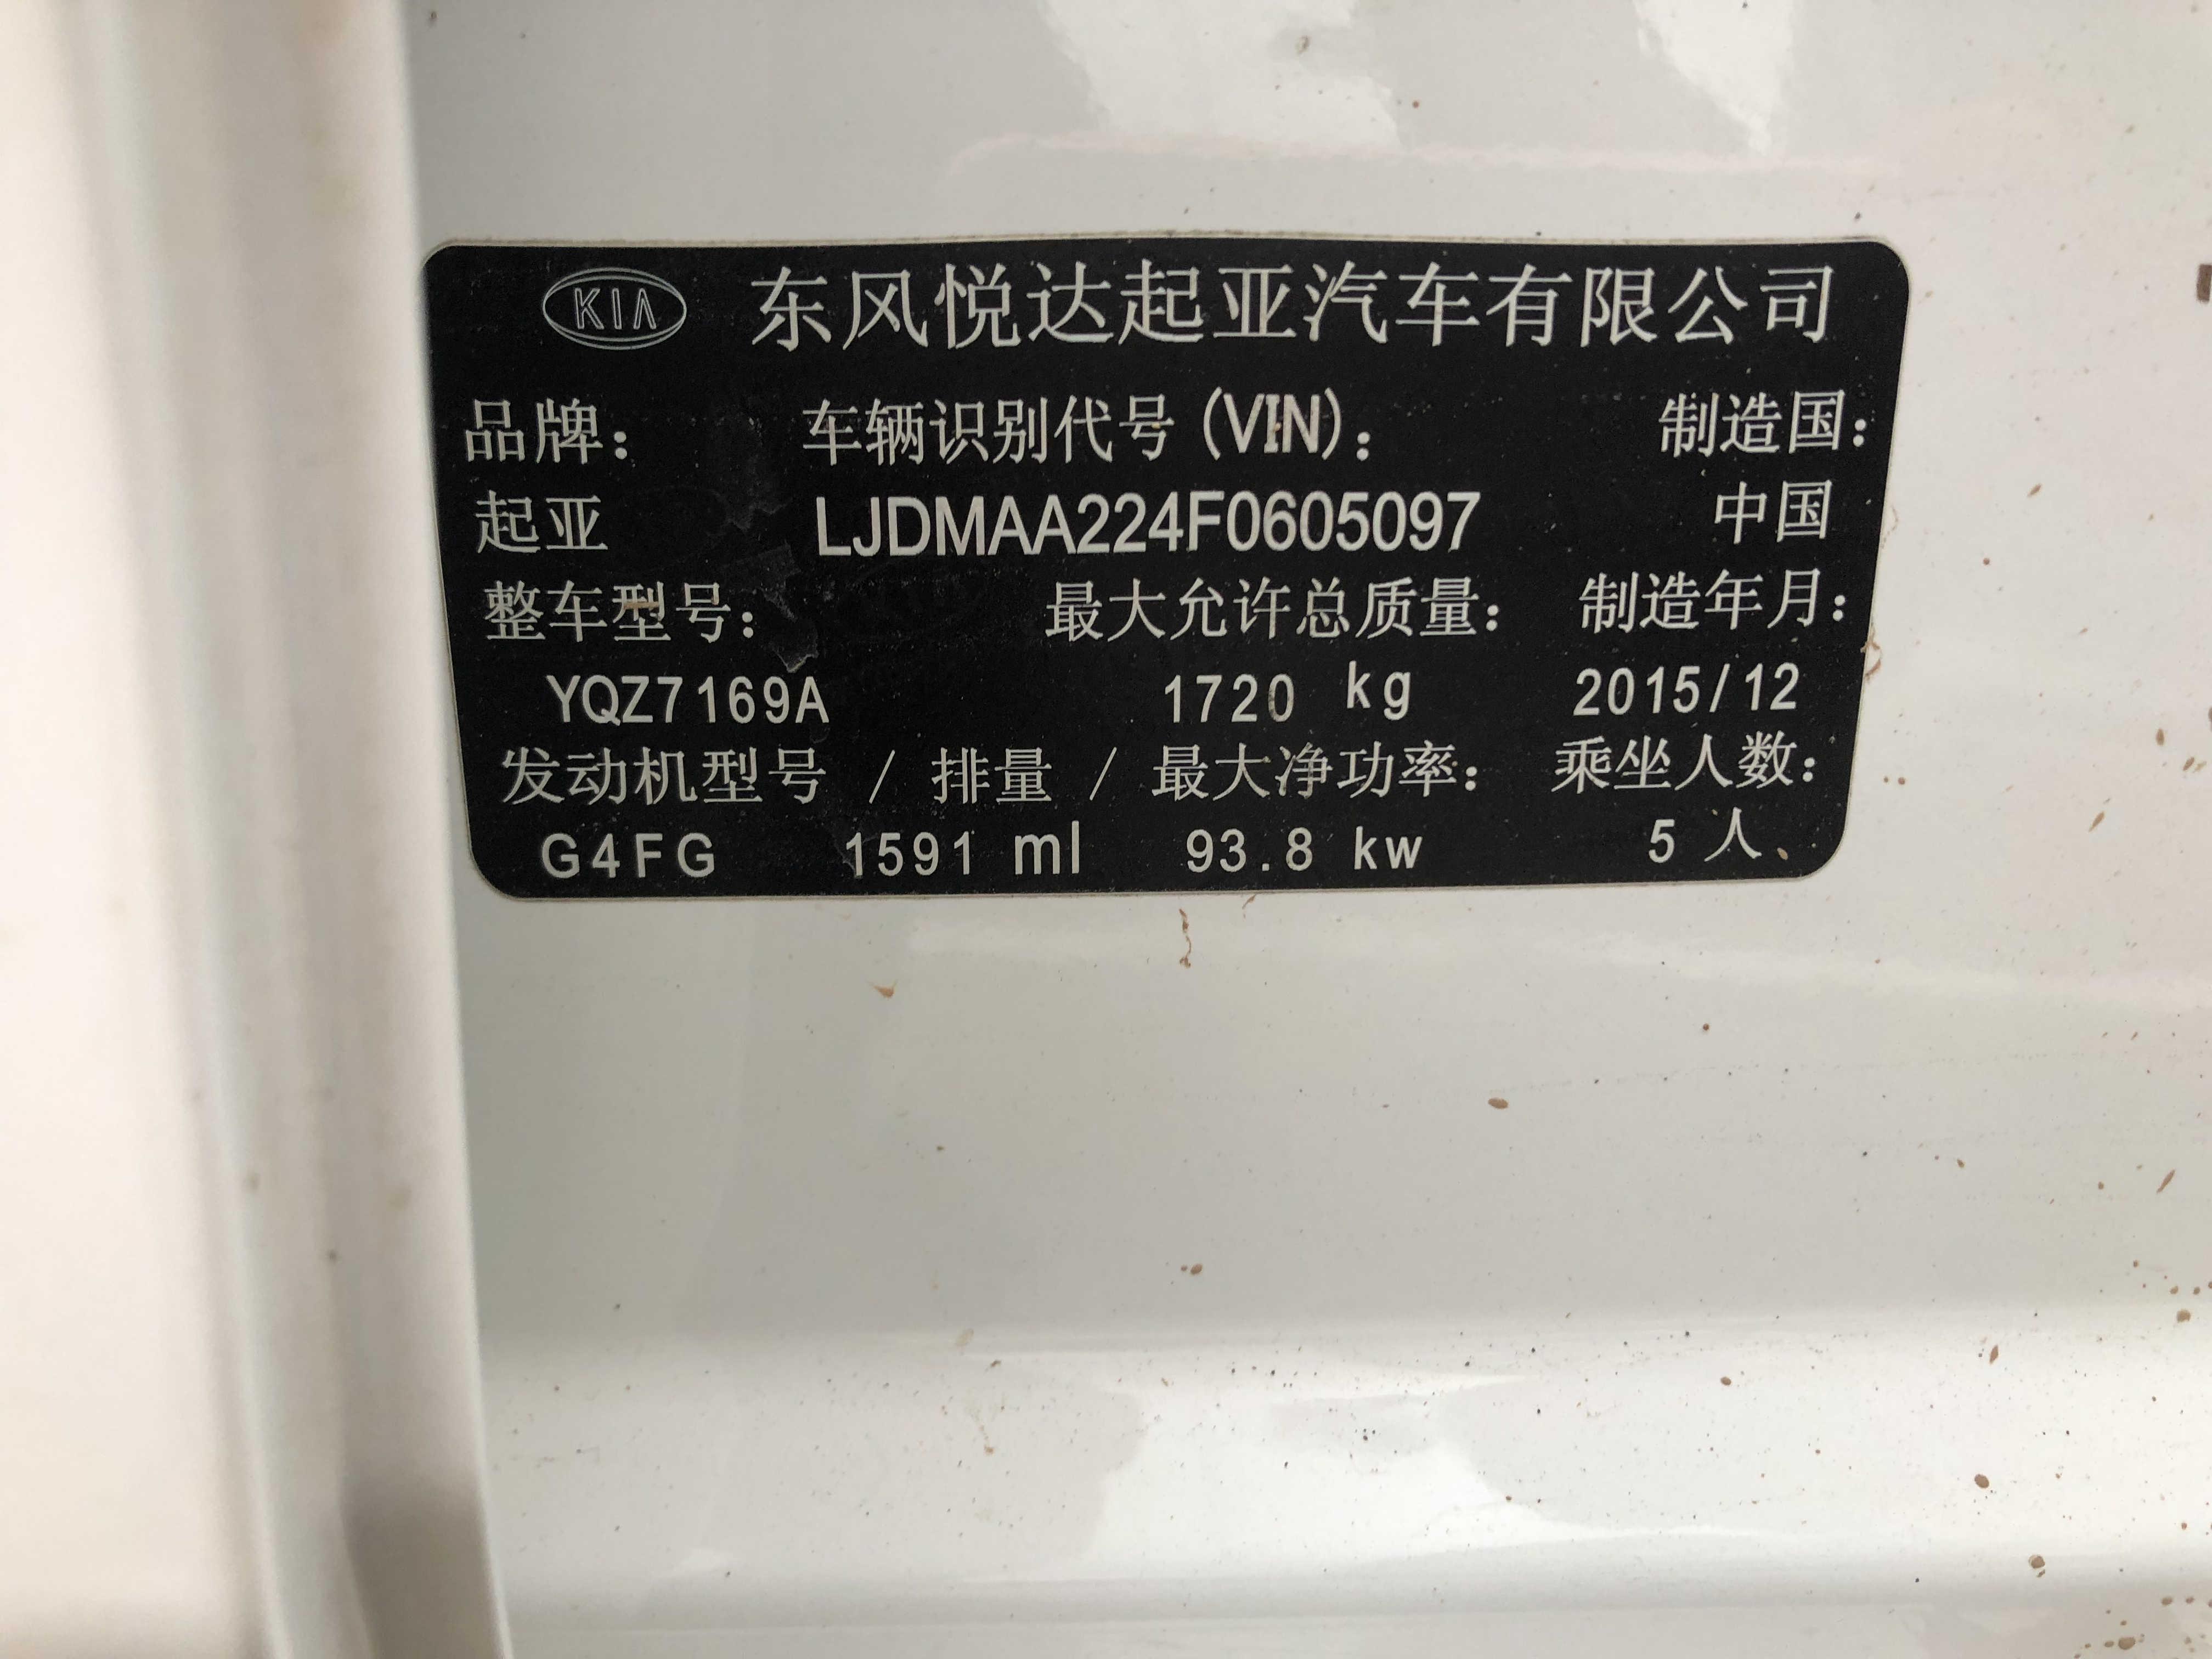 KIA 东风悦达起亚汽车有限公司
品牌： 车辆识别代号(VIN)： 制造国：
起亚 LJDMAA224F0605097 中国
整车型号： 最大允许总质量： 制造年月：
YQZ7169A 1720 kg 2015/12
发动机型号 / 排量 / 最大净功率： 乘坐人数：
G4FG 1591 ml 93.8 kw 5 人